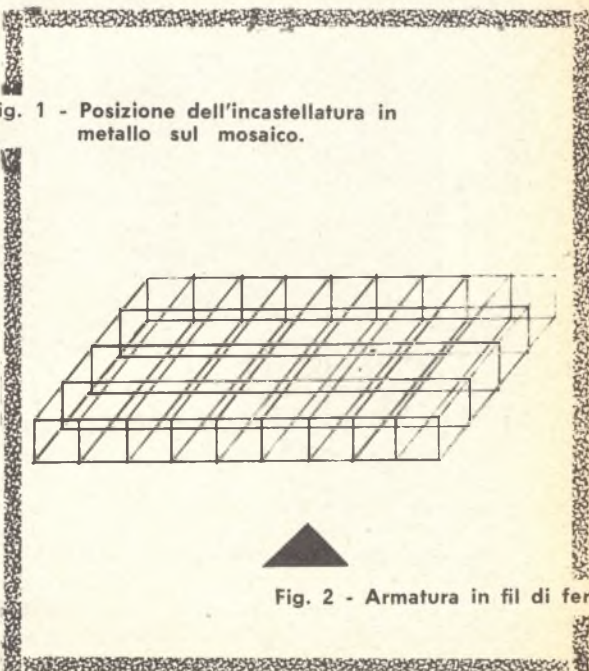 ig. 1 - Posizione dell'incastellatura in
metallo sul mosaico.
Fig. 2 - Armatura in fil di fer